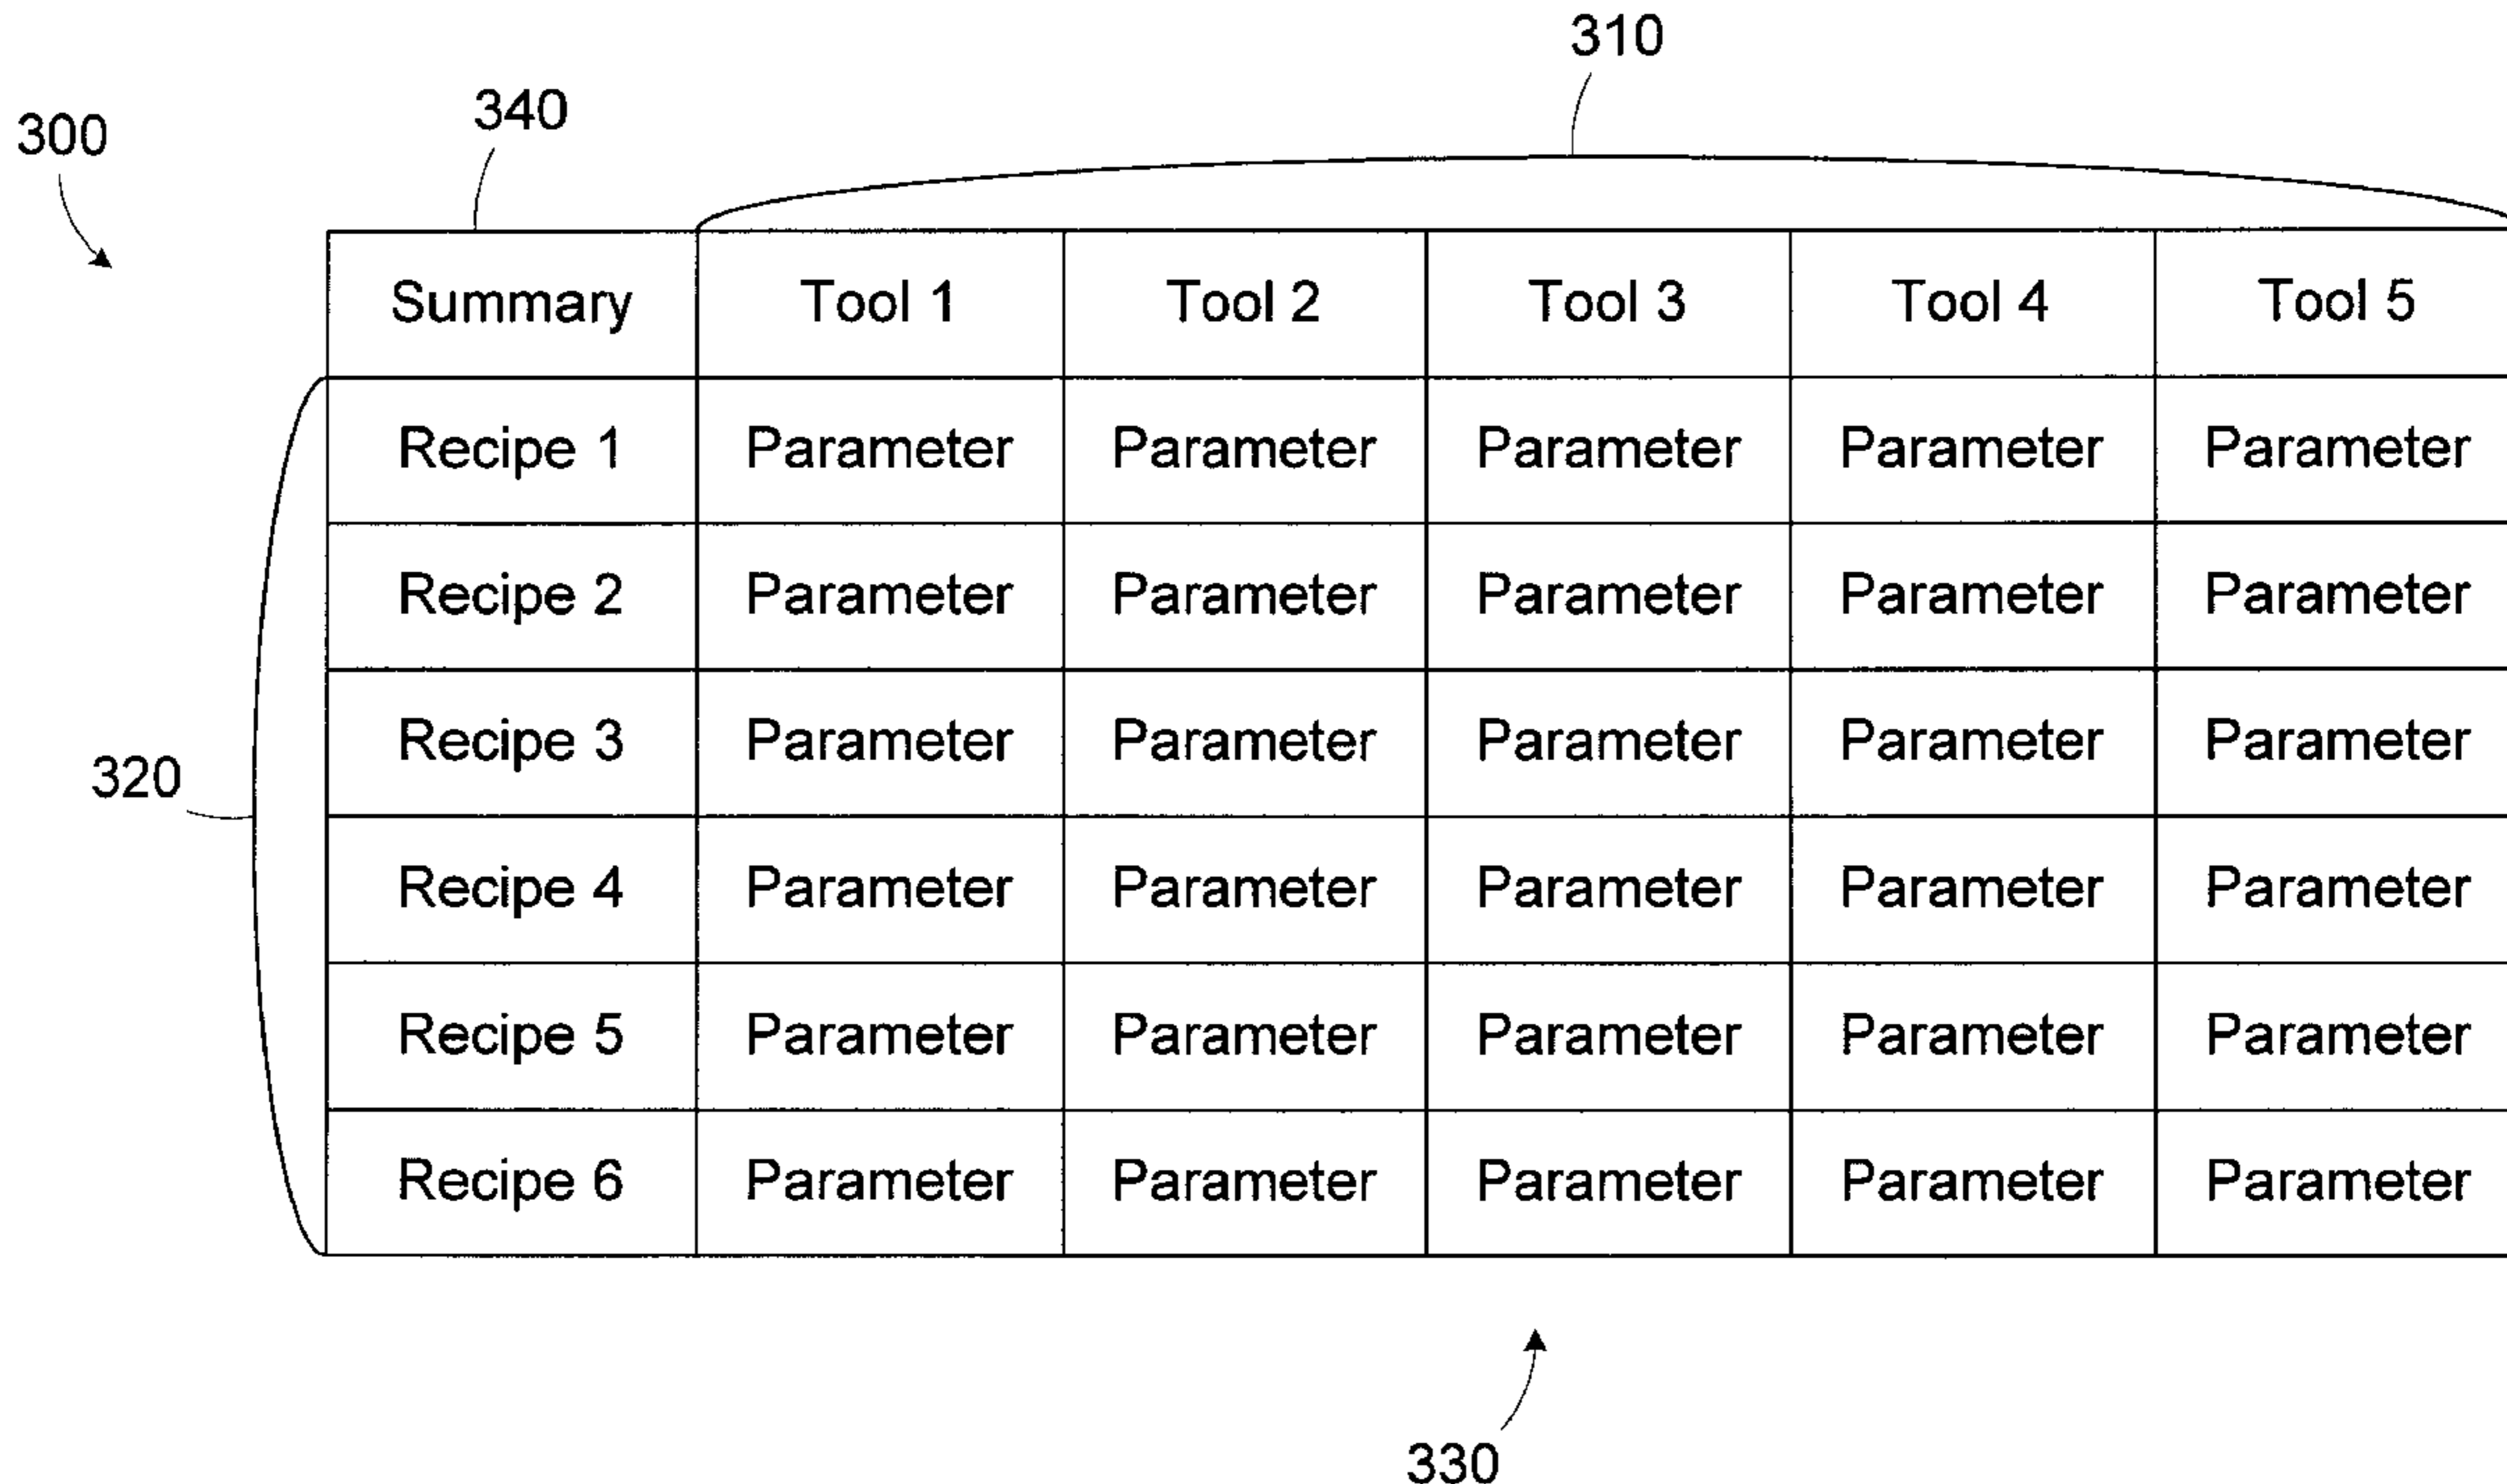 310
340
300
Summary Tool 1 Tool 2 Tool 3 Tool 4 Tool 5
Recipe 1 Parameter Parameter Parameter Parameter Parameter
Recipe 2 Parameter Parameter Parameter Parameter Parameter
Recipe 3 Parameter Parameter Parameter Parameter Parameter
320
Recipe 4 Parameter Parameter Parameter Parameter Parameter
Recipe 5 Parameter Parameter Parameter Parameter Parameter
Recipe 6 Parameter Parameter Parameter Parameter Parameter
330